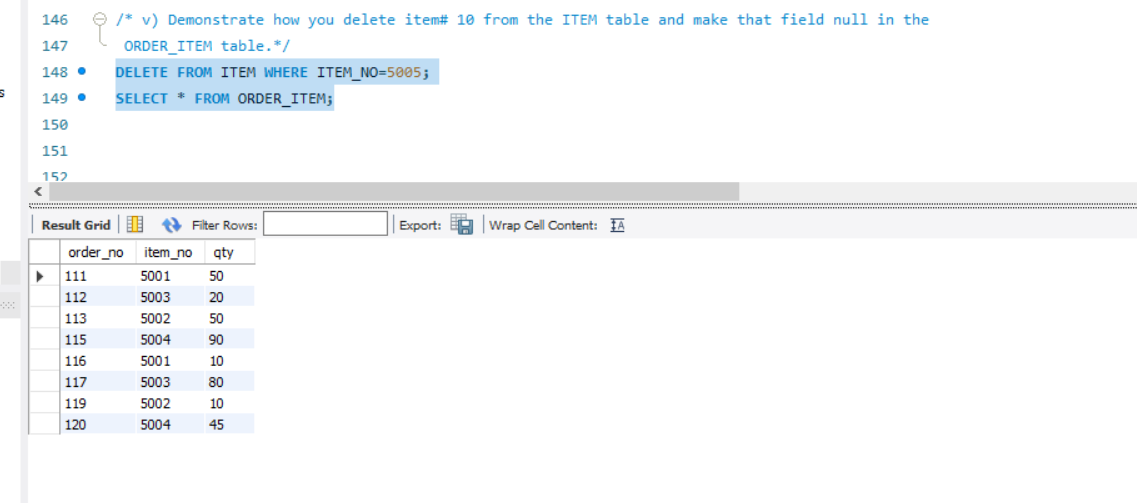 146 /* v) Demonstrate how you delete item# 10 from the ITEM table and make that field null in the
147 ORDER_ITEM table.*/
148 DELETE FROM ITEM WHERE ITEM_NO=5005;
s
149 SELECT * FROM ORDER_ITEM;
150
151
152
Result Grid Filter Rows: Export: Wrap Cell Content:
order_no item_no qty
111 5001 50
112 5003 20
113 5002 50
115 5004 90
116 5001 10
117 5003 80
119 5002 10
120 5004 45